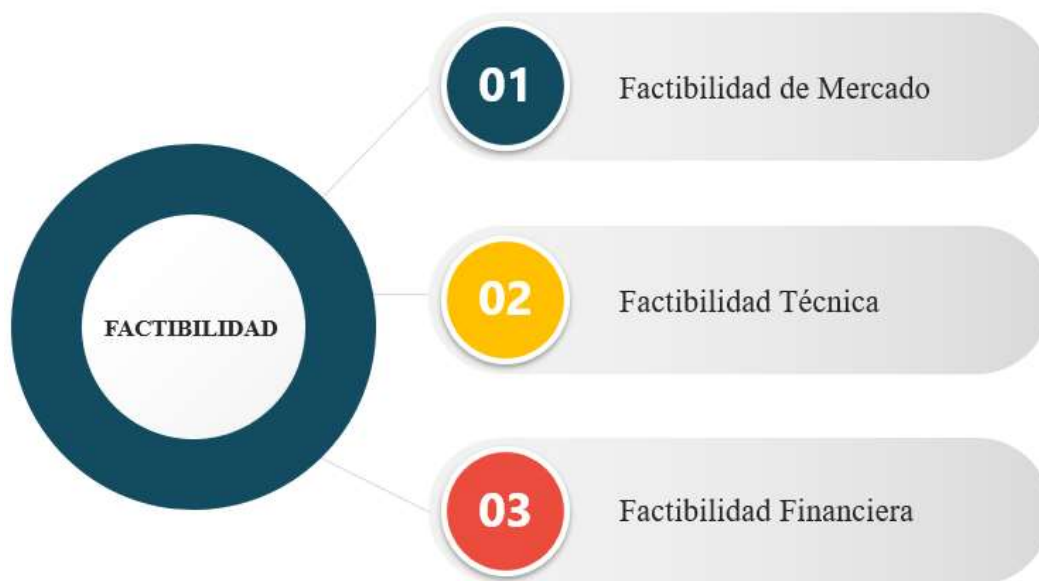 01
Factibilidad de Mercado
FACTIBILIDAD
02
Factibilidad Técnica
03
Factibilidad Financiera